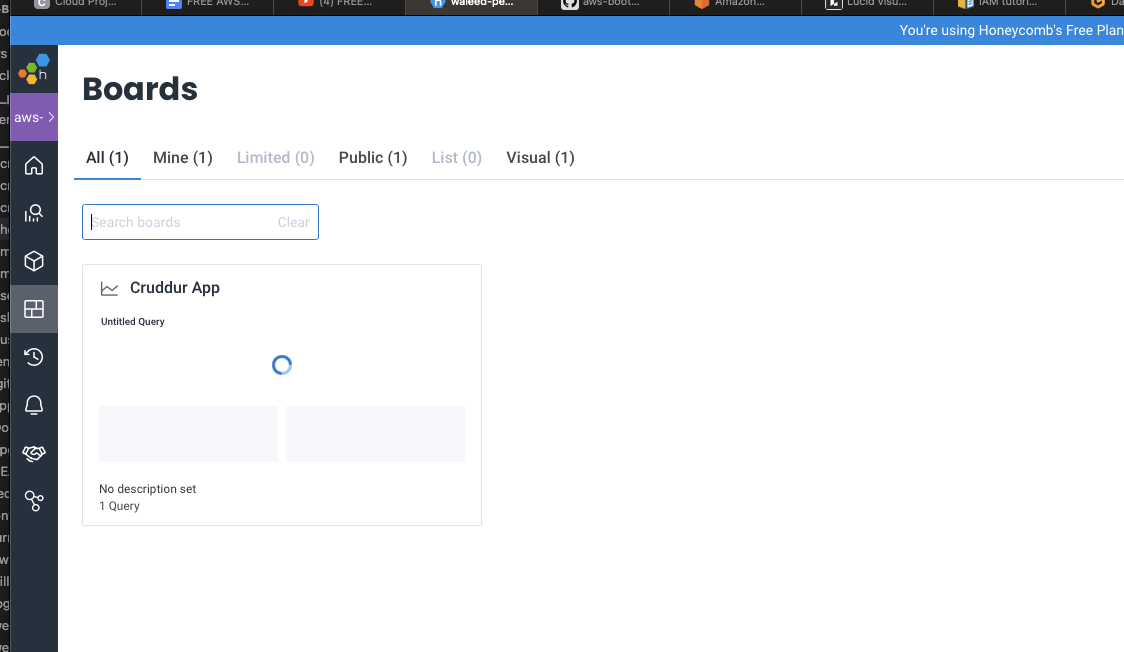 Cloud Proj...
FREE AWS...
(4) FREE...
waleed-pe...
aws-boot...
Amazon...
Lucid visu...
IAM tutori...
Da
You're using Honeycomb's Free Plan
h
aws-
Boards
All (1) Mine (1) Limited (0) Public (1) List (0) Visual (1)
Search boards Clear
Cruddur App
Untitled Query
No description set
1 Query